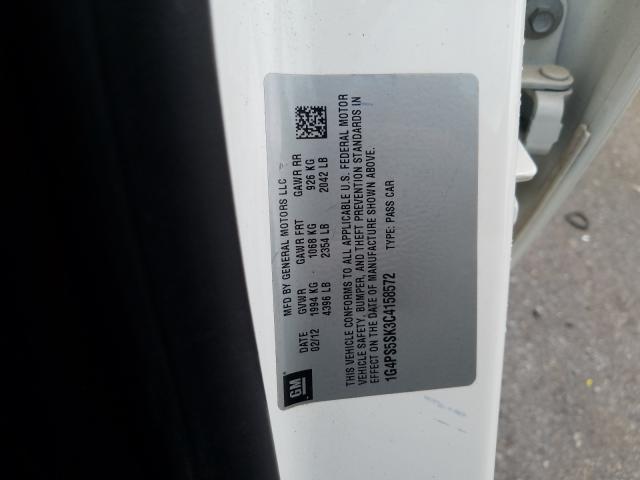 GM
MFD BY GENERAL MOTORS LLC
DATE GVWR GAWR FRT GAWR RR
02/12 1994 KG 1068 KG 926 KG
4396 LB 2354 LB 2042 LB
THIS VEHICLE CONFORMS TO ALL APPLICABLE U.S. FEDERAL MOTOR
VEHICLE SAFETY, BUMPER, AND THEFT PREVENTION STANDARDS IN
EFFECT ON THE DATE OF MANUFACTURE SHOWN ABOVE.
1G4PS5SK3C4158572 TYPE: PASS CAR